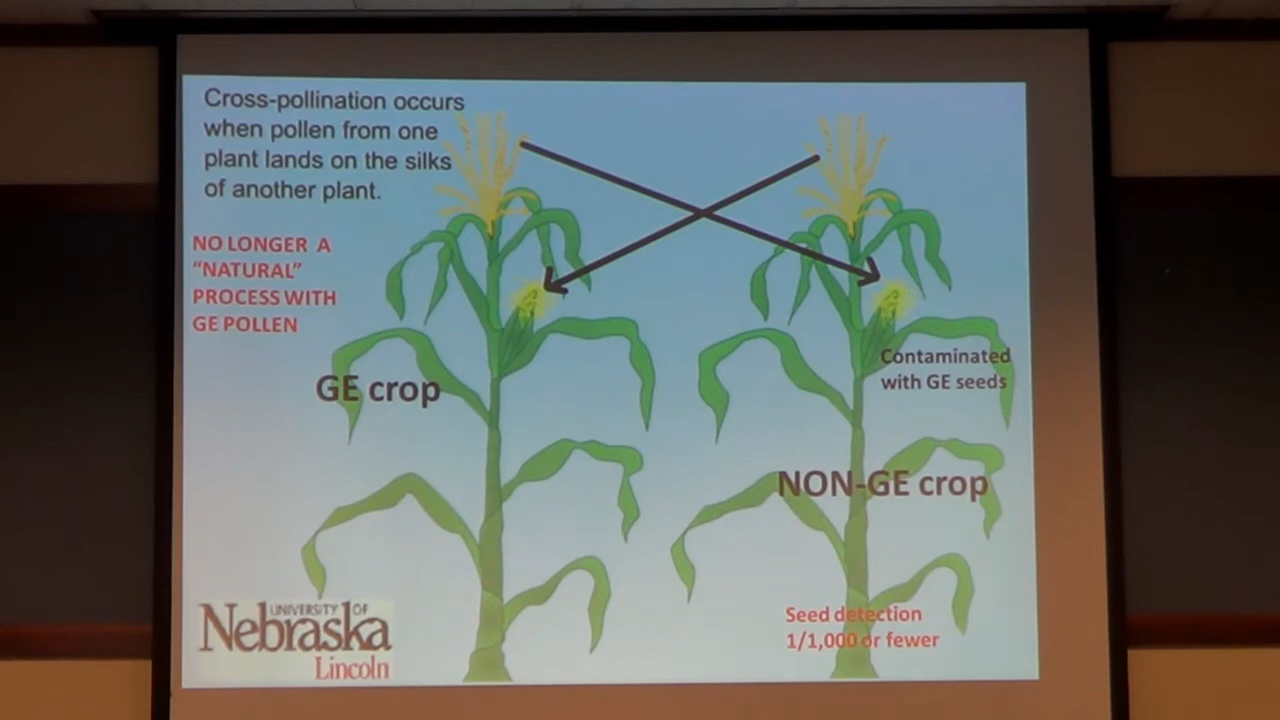 Cross-pollination occurs
when pollen from one
plant lands on the silks
of another plant.
NO LONGER A
“NATURAL”
PROCESS WITH
GE POLLEN
GE crop
Contaminated
with GE seeds
NON-GE crop
Seed detection
1/1,000 or fewer
UNIVERSITY OF
Nebraska
Lincoln